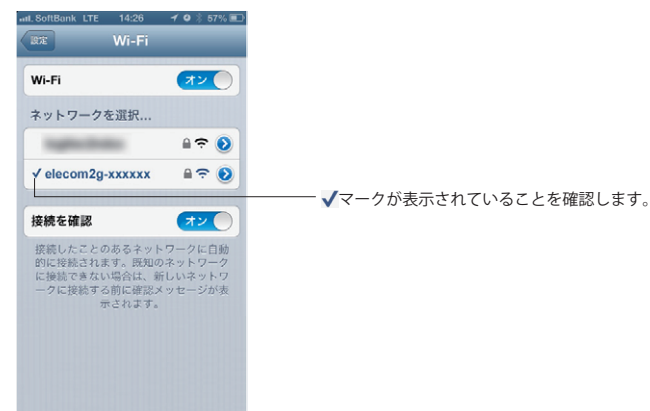 SoftBank LTE 14:26 57%
設定 Wi-Fi
Wi-Fi オン
ネットワークを選択...
✓ elecom2g-xxxxxx
✓マークが表示されていることを確認します。
接続を確認 オン
接続したことのあるネットワークに自動
的に接続されます。既知のネットワーク
に接続できない場合は、新しいネットワ
ークに接続する前に確認メッセージが表
示されます。